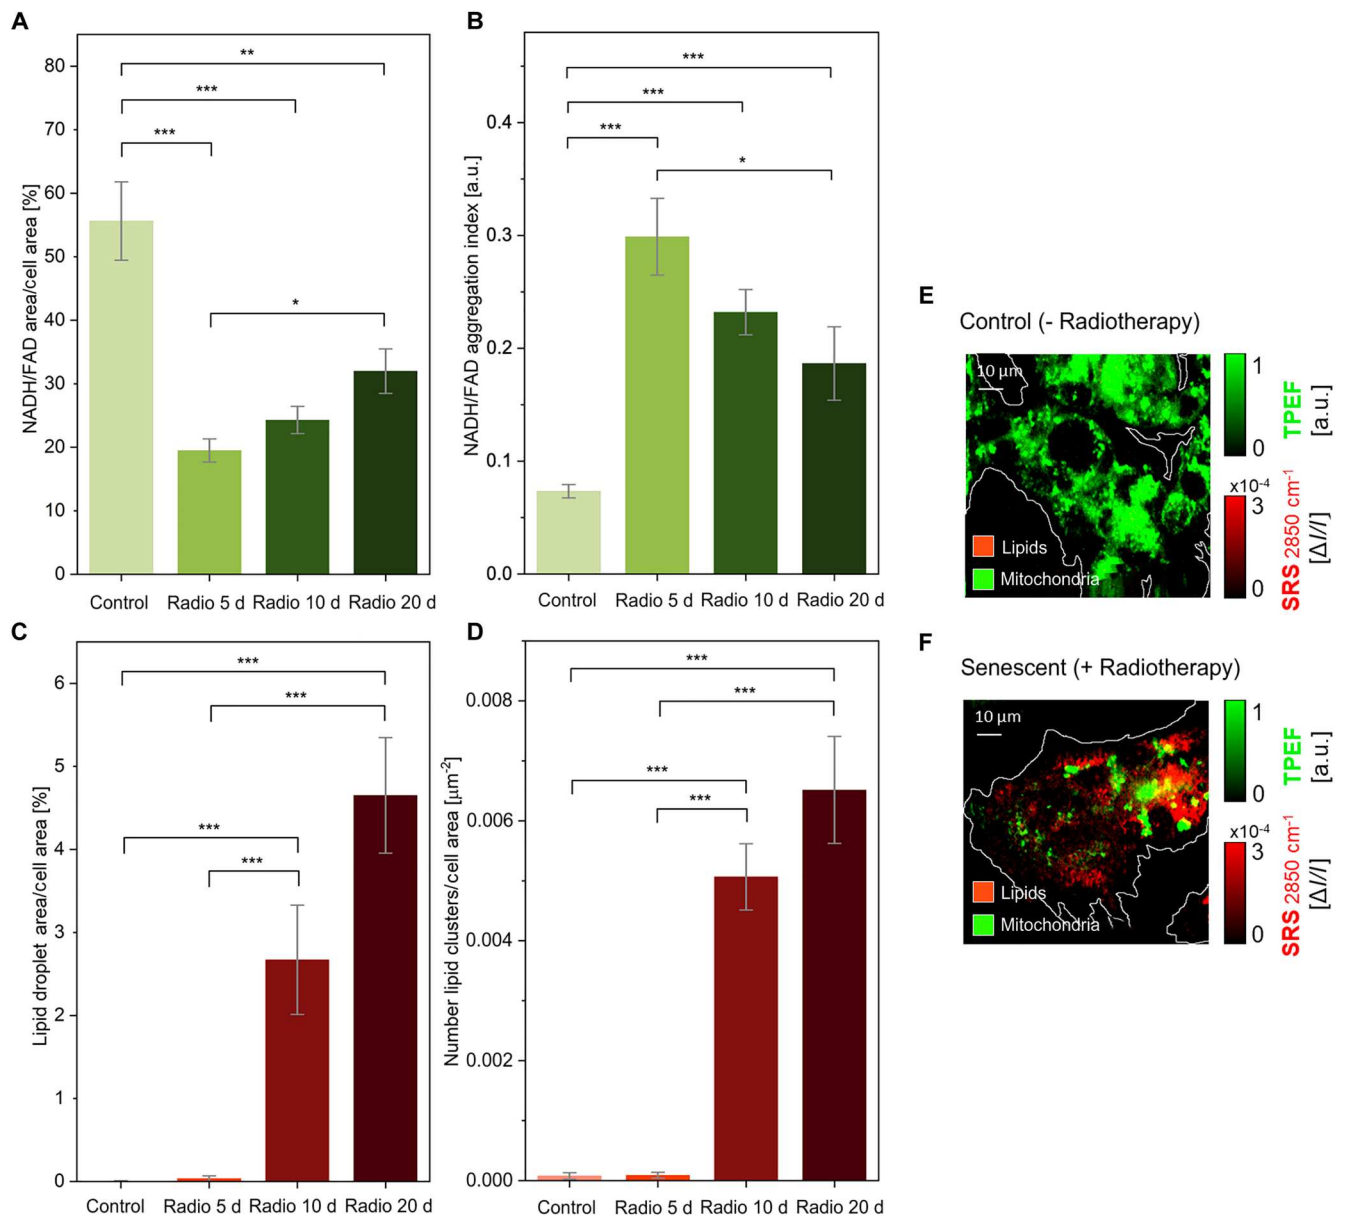 A
NADH/FAD area/cell area [%]
80
70
60
50
40
30
20
10
0
**
***
***
*
Control
Radio 5 d
Radio 10 d
Radio 20 d
B
NADH/FAD aggregation index [a.u.]
0.4
0.3
0.2
0.1
0.0
***
***
***
*
Control
Radio 5 d
Radio 10 d
Radio 20 d
C
Lipid droplet area/cell area [%]
6
5
4
3
2
1
0
***
***
***
***
Control
Radio 5 d
Radio 10 d
Radio 20 d
D
Number lipid clusters/cell area [μm⁻²]
0.008
0.006
0.004
0.002
0.000
***
***
***
***
Control
Radio 5 d
Radio 10 d
Radio 20 d
E
Control (- Radiotherapy)
10 μm
Lipids
Mitochondria
1
0
TPEF
[a.u.]
x10⁻⁴
3
0
SRS 2850 cm⁻¹
[ΔI/I]
F
Senescent (+ Radiotherapy)
10 μm
Lipids
Mitochondria
1
0
TPEF
[a.u.]
x10⁻⁴
3
0
SRS 2850 cm⁻¹
[ΔI/I]